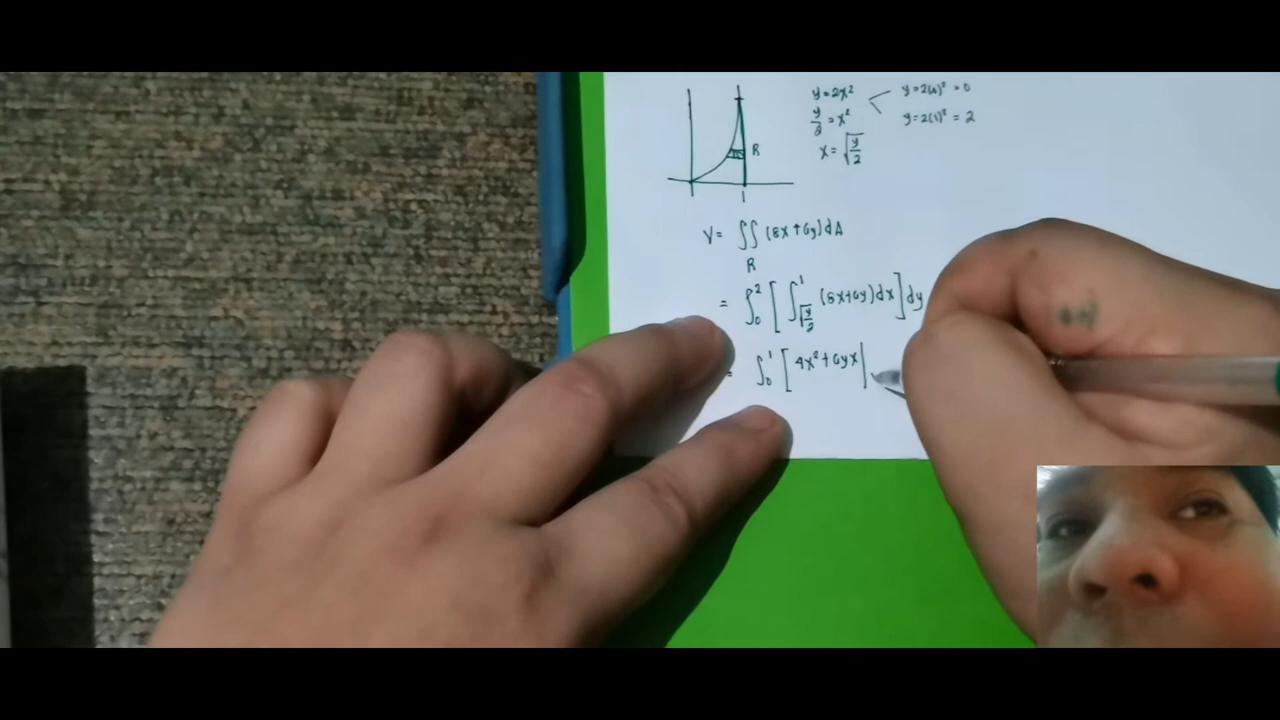 y=2x² y=2(0)²=0
y/2=x² y=2(1)²=2
x=√(y/2)
R
1
V= ∬ (8x+6y)dA
R
= ∫₀² [ ∫_{√(y/2)}^1 (8x+6y)dx ]dy
= ∫₀¹ [ 4x²+6yx|